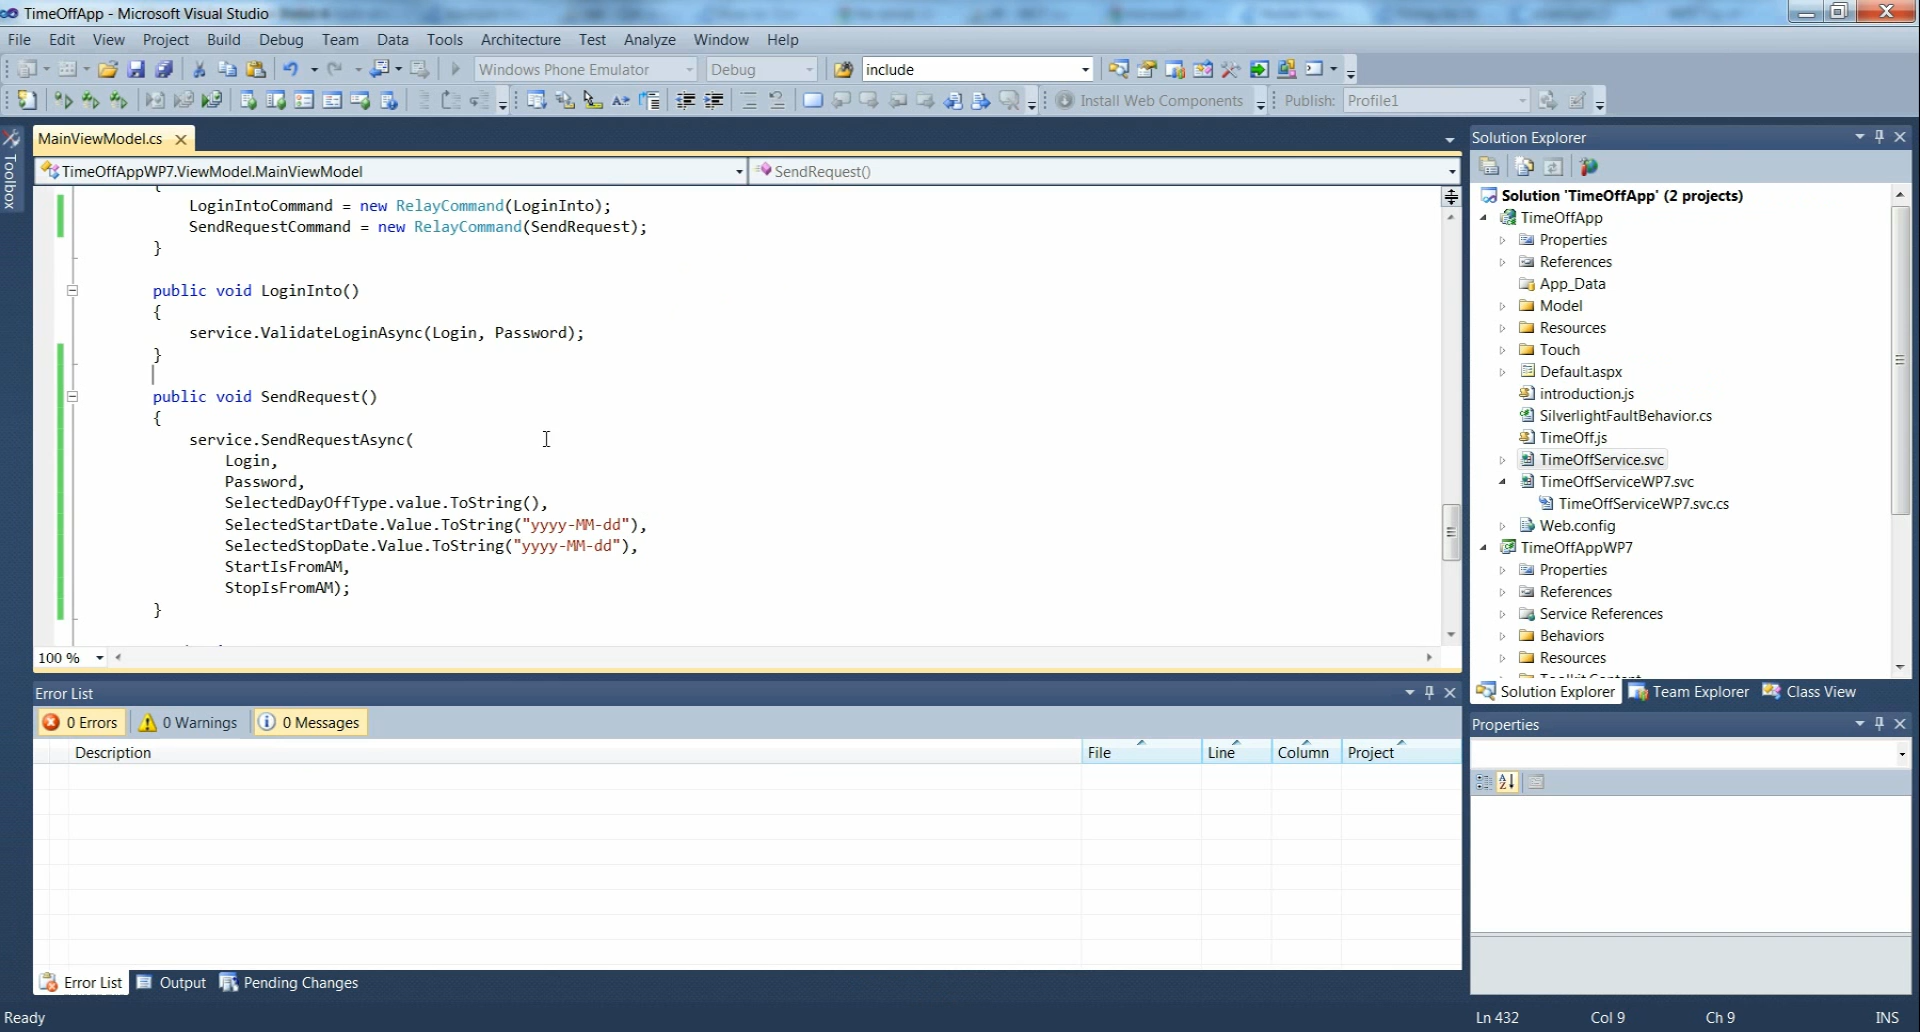 TimeOffApp - Microsoft Visual Studio
File Edit View Project Build Debug Team Data Tools Architecture Test Analyze Window Help
Windows Phone Emulator Debug include
Install Web Components Publish: Profile1
Toolbox
MainViewModel.cs
TimeOffAppWP7.ViewModel.MainViewModel SendRequest()
{
LoginIntoCommand = new RelayCommand(LoginInto);
SendRequestCommand = new RelayCommand(SendRequest);
}
public void LoginInto()
{
service.ValidateLoginAsync(Login, Password);
}
public void SendRequest()
{
service.SendRequestAsync(
Login,
Password,
SelectedDayOffType.value.ToString(),
SelectedStartDate.Value.ToString("yyyy-MM-dd"),
SelectedStopDate.Value.ToString("yyyy-MM-dd"),
StartIsFromAM,
StopIsFromAM);
}
100 %
Error List
0 Errors 0 Warnings 0 Messages
Description File Line Column Project
Error List Output Pending Changes
Solution Explorer
Solution 'TimeOffApp' (2 projects)
TimeOffApp
Properties
References
App_Data
Model
Resources
Touch
Default.aspx
introduction.js
SilverlightFaultBehavior.cs
TimeOff.js
TimeOffService.svc
TimeOffServiceWP7.svc
TimeOffServiceWP7.svc.cs
Web.config
TimeOffAppWP7
Properties
References
Service References
Behaviors
Resources
Solution Explorer Team Explorer Class View
Properties
Ready Ln 432 Col 9 Ch 9 INS